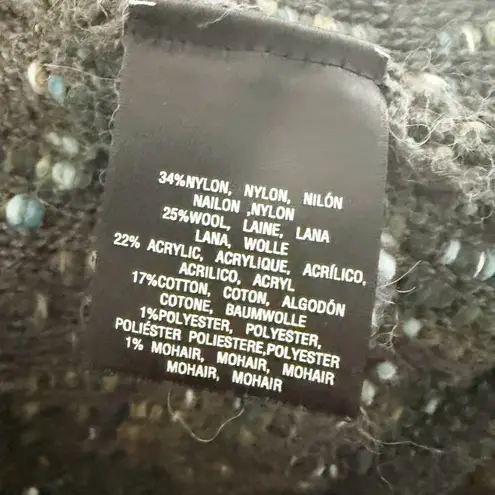 34%NYLON, NYLON, NILÓN
NAILON ,NYLON
25%WOOL, LAINE, LANA
LANA, WOLLE
22% ACRYLIC, ACRYLIQUE, ACRÍLICO,
ACRILICO, ACRYL
17%COTTON, COTON, ALGODÓN
COTONE, BAUMWOLLE
1%POLYESTER, POLYESTER,
POLIÉSTER POLIESTERE,POLYESTER
1% MOHAIR, MOHAIR, MOHAIR
MOHAIR, MOHAIR